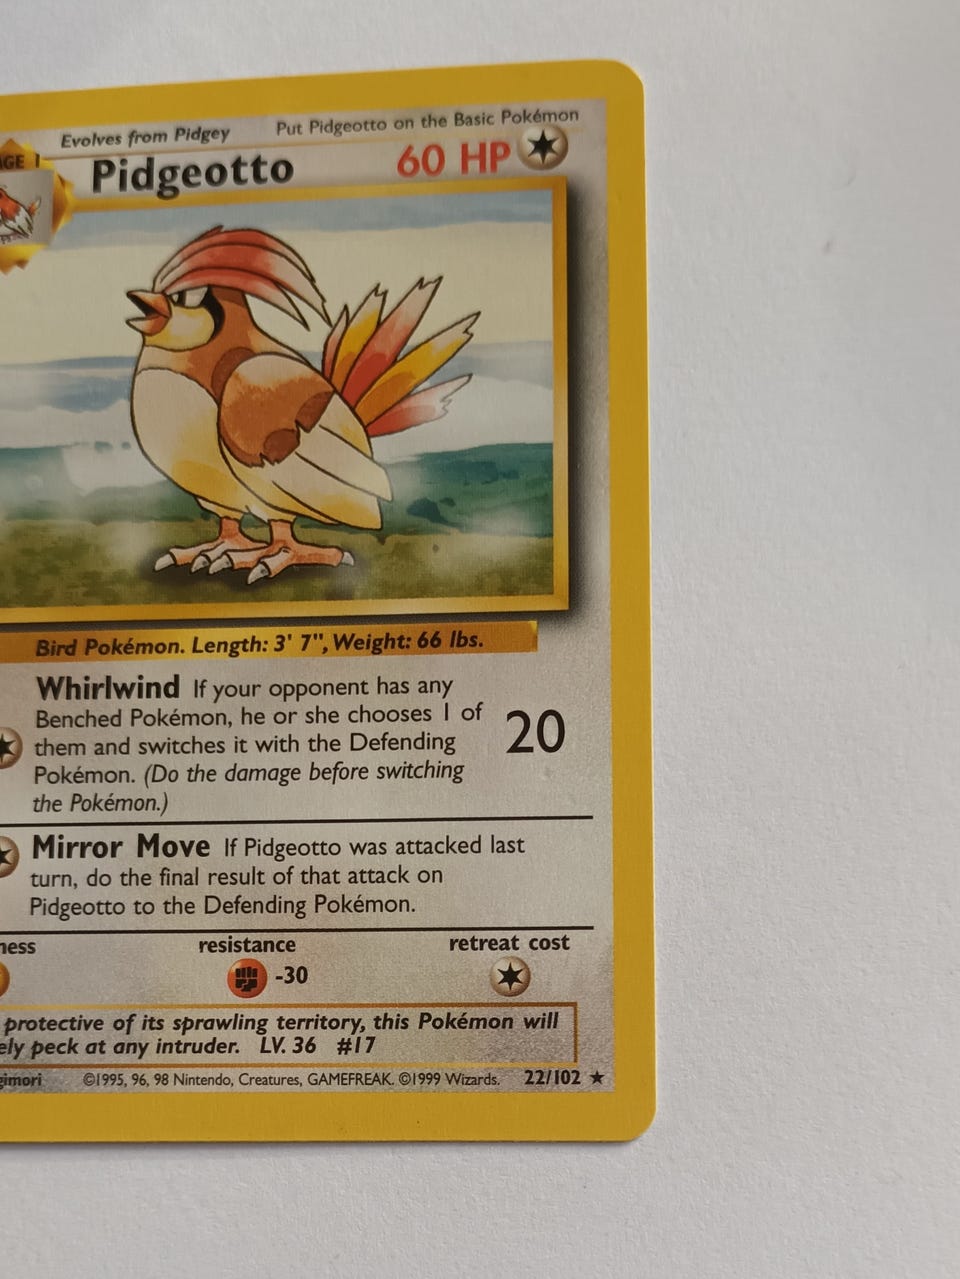 Evolves from Pidgey Put Pidgeotto on the Basic Pokémon
AGE 1
Pidgeotto 60 HP
Bird Pokémon. Length: 3' 7", Weight: 66 lbs.
Whirlwind If your opponent has any
Benched Pokémon, he or she chooses 1 of
them and switches it with the Defending
Pokémon. (Do the damage before switching
the Pokémon.)
20
Mirror Move If Pidgeotto was attacked last
turn, do the final result of that attack on
Pidgeotto to the Defending Pokémon.
ness resistance retreat cost
-30
protective of its sprawling territory, this Pokémon will
ely peck at any intruder. LV. 36 #17
gimori ©1995, 96, 98 Nintendo, Creatures, GAMEFREAK. ©1999 Wizards. 22/102 ★